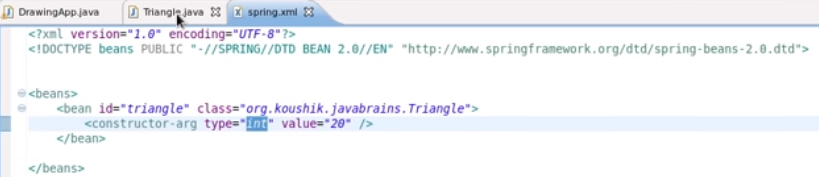 DrawingApp.java Triangle.java spring.xml
<?xml version="1.0" encoding="UTF-8"?>
<!DOCTYPE beans PUBLIC "-//SPRING//DTD BEAN 2.0//EN" "http://www.springframework.org/dtd/spring-beans-2.0.dtd">
<beans>
<bean id="triangle" class="org.koushik.javabrains.Triangle">
<constructor-arg type="int" value="20" />
</bean>
</beans>